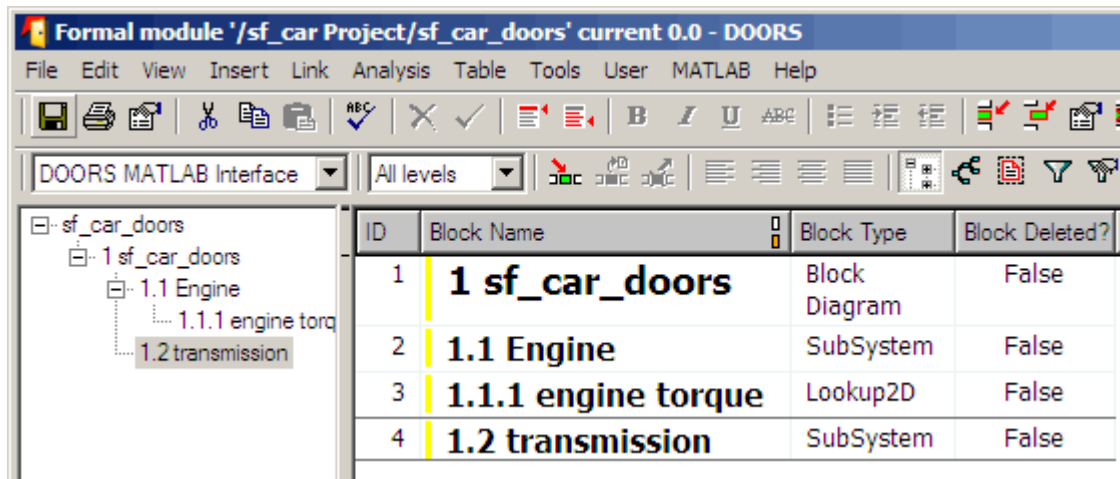 Formal module '/sf_car Project/sf_car_doors' current 0.0 - DOORS
File Edit View Insert Link Analysis Table Tools User MATLAB Help
ABC B I U ABC
DOORS MATLAB Interface All levels
sf_car_doors
1 sf_car_doors
1.1 Engine
1.1.1 engine torq
1.2 transmission
ID Block Name Block Type Block Deleted?
1 1 sf_car_doors Block Diagram False
2 1.1 Engine SubSystem False
3 1.1.1 engine torque Lookup2D False
4 1.2 transmission SubSystem False